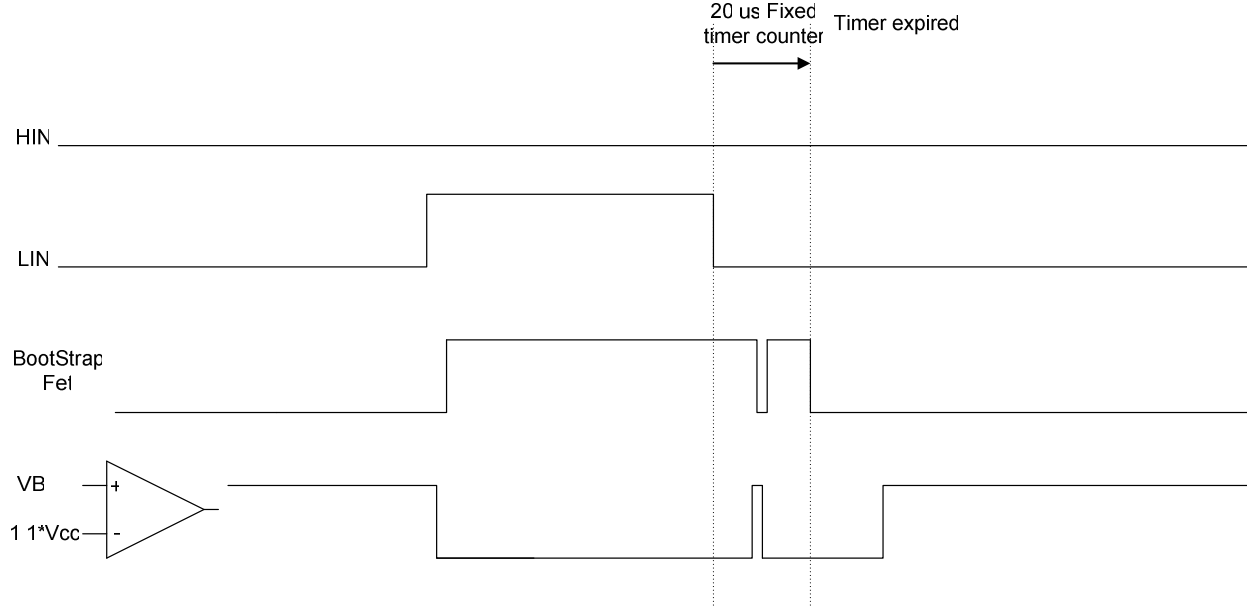 20 us Fixed
timer counter
Timer expired
HIN
LIN
BootStrap
Fet
VB
+
1 1*Vcc
-